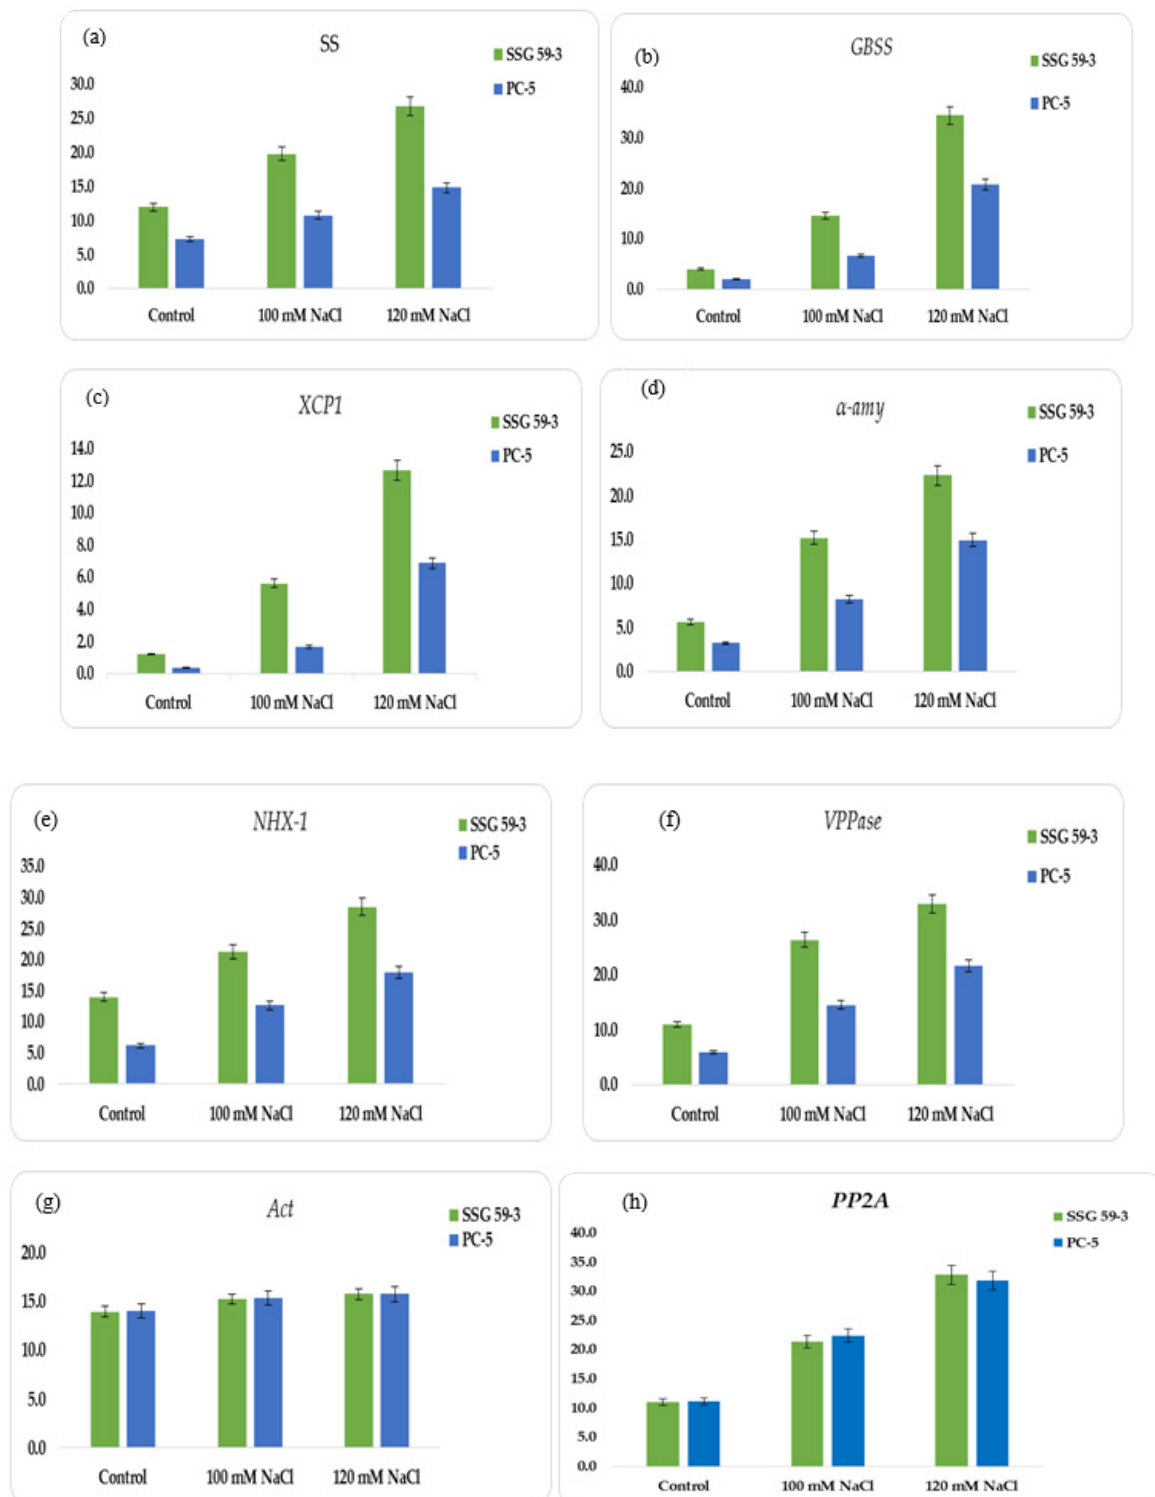 (a)
SS
SSG 59-3
PC-5
30.0
25.0
20.0
15.0
10.0
5.0
0.0
Control 100 mM NaCl 120 mM NaCl
(b)
GBSS
SSG 59-3
PC-5
40.0
30.0
20.0
10.0
0.0
Control 100 mM NaCl 120 mM NaCl
(c)
XCP1
SSG 59-3
PC-5
14.0
12.0
10.0
8.0
6.0
4.0
2.0
0.0
Control 100 mM NaCl 120 mM NaCl
(d)
α-amy
SSG 59-3
PC-5
25.0
20.0
15.0
10.0
5.0
0.0
Control 100 mM NaCl 120 mM NaCl
(e)
NHX-1
SSG 59-3
PC-5
35.0
30.0
25.0
20.0
15.0
10.0
5.0
0.0
Control 100 mM NaCl 120 mM NaCl
(f)
VPPase
SSG 59-3
PC-5
40.0
30.0
20.0
10.0
0.0
Control 100 mM NaCl 120 mM NaCl
(g)
Act
SSG 59-3
PC-5
20.0
15.0
10.0
5.0
0.0
Control 100 mM NaCl 120 mM NaCl
(h)
PP2A
SSG 59-3
PC-5
40.0
35.0
30.0
25.0
20.0
15.0
10.0
5.0
0.0
Control 100 mM NaCl 120 mM NaCl